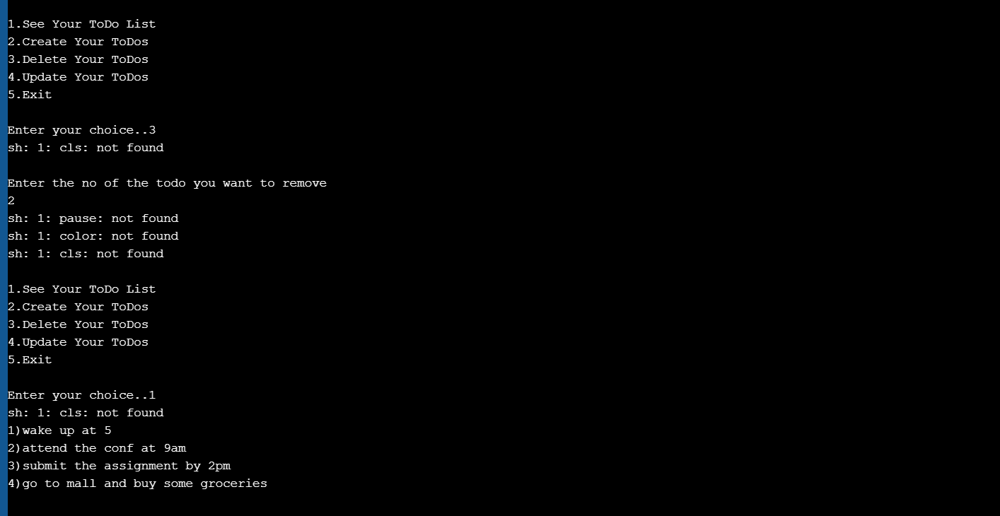 1.See Your ToDo List
2.Create Your ToDos
3.Delete Your ToDos
4.Update Your ToDos
5.Exit
Enter your choice..3
sh: 1: cls: not found
Enter the no of the todo you want to remove
2
sh: 1: pause: not found
sh: 1: color: not found
sh: 1: cls: not found
1.See Your ToDo List
2.Create Your ToDos
3.Delete Your ToDos
4.Update Your ToDos
5.Exit
Enter your choice..1
sh: 1: cls: not found
1)wake up at 5
2)attend the conf at 9am
3)submit the assignment by 2pm
4)go to mall and buy some groceries